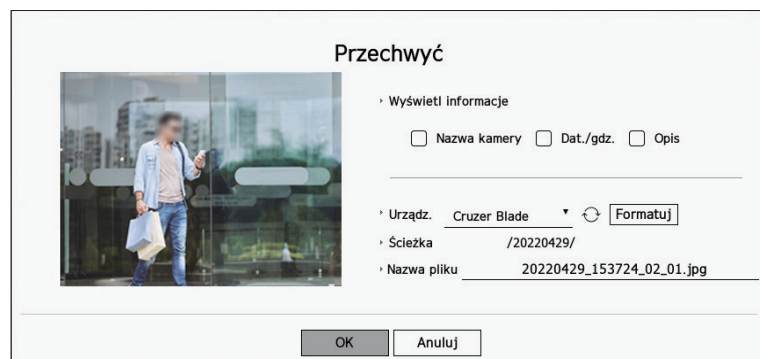 Przechwyć
Wyświetl informacje
Nazwa kamery Dat./gdz. Opis
Urządz. Cruzer Blade Formatuj
Ścieżka /20220429/
Nazwa pliku 20220429_153724_02_01.jpg
OK Anuluj